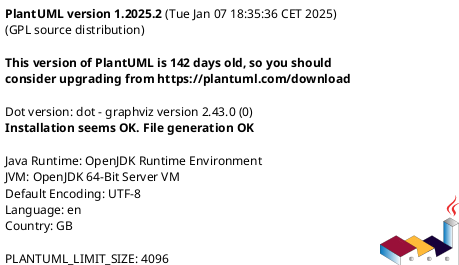 PlantUML version 1.2025.2 (Tue Jan 07 18:35:36 CET 2025)
(GPL source distribution)
This version of PlantUML is 142 days old, so you should
consider upgrading from https://plantuml.com/download
Dot version: dot - graphviz version 2.43.0 (0)
Installation seems OK. File generation OK
Java Runtime: OpenJDK Runtime Environment
JVM: OpenJDK 64-Bit Server VM
Default Encoding: UTF-8
Language: en
Country: GB
PLANTUML_LIMIT_SIZE: 4096